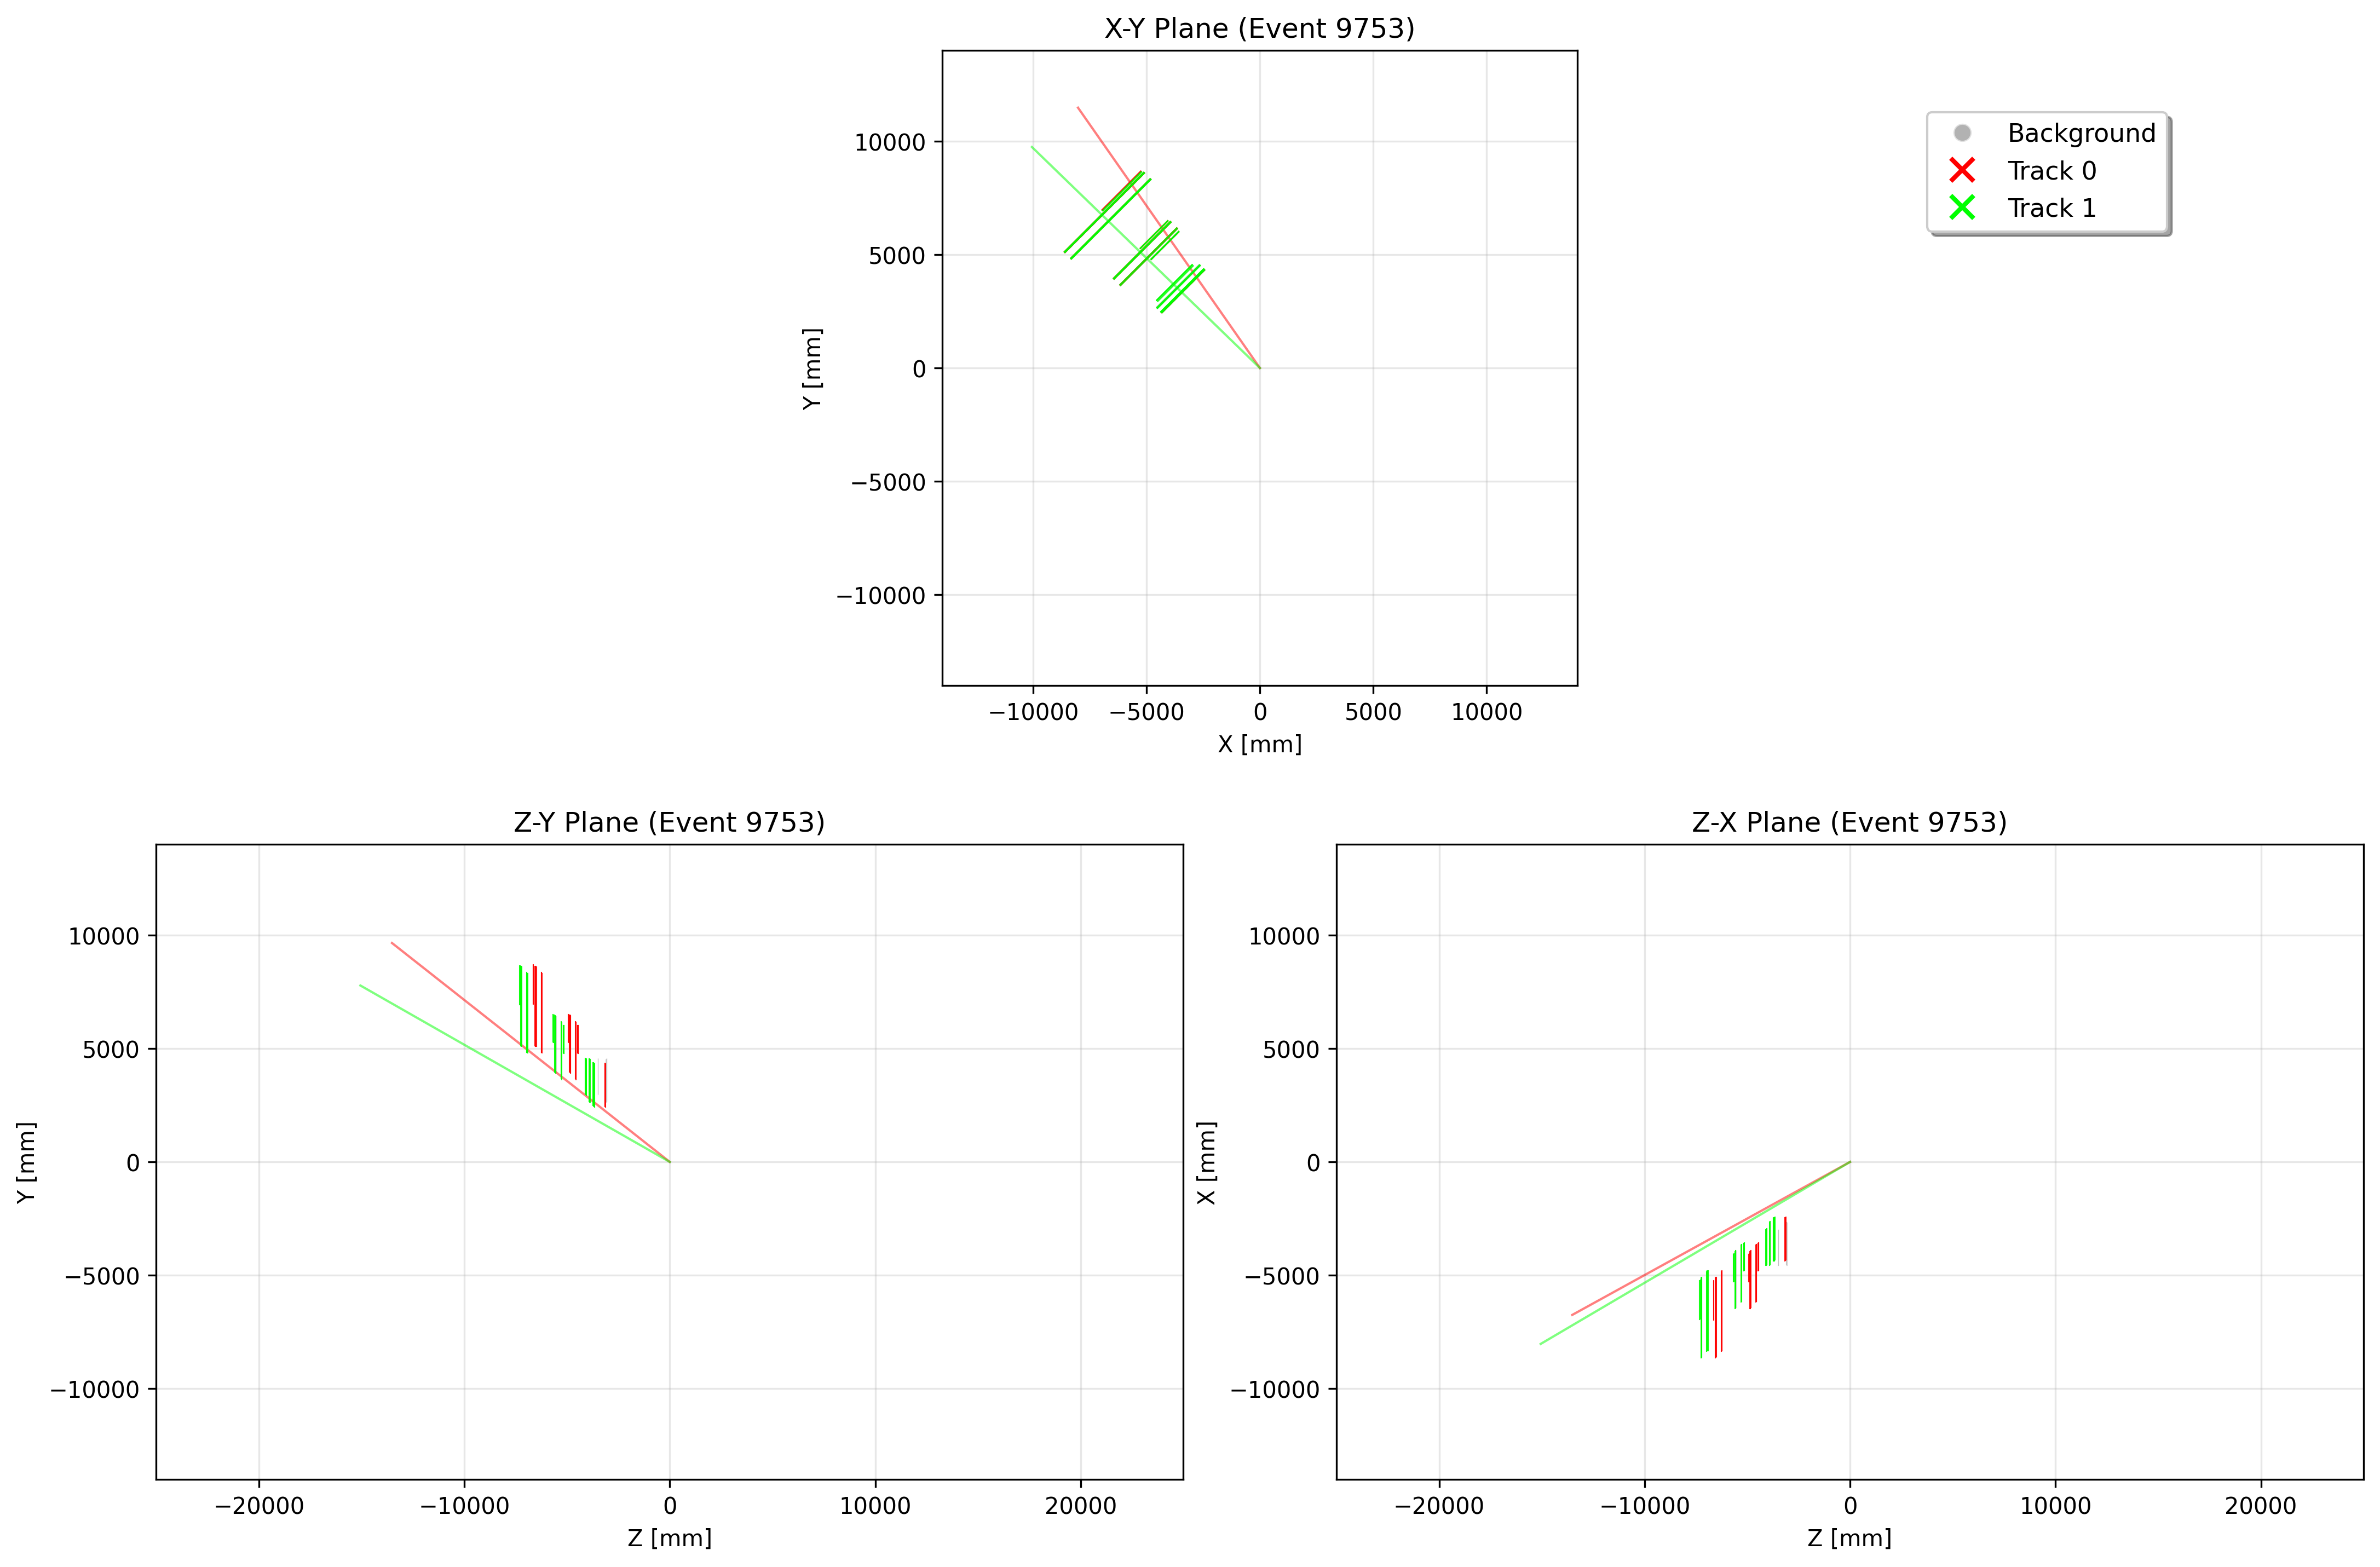 X-Y Plane (Event 9753)
Background
Track 0
Track 1
10000
5000
0
−5000
−10000
Y [mm]
−10000 −5000 0 5000 10000
X [mm]
Z-Y Plane (Event 9753)
10000
5000
0
−5000
−10000
Y [mm]
−20000 −10000 0 10000 20000
Z [mm]
Z-X Plane (Event 9753)
10000
5000
0
−5000
−10000
X [mm]
−20000 −10000 0 10000 20000
Z [mm]